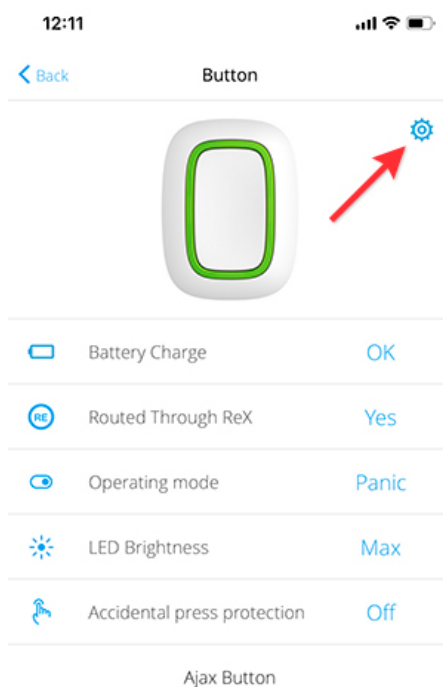 12:11
Back
Button
Battery Charge OK
RE Routed Through ReX Yes
Operating mode Panic
LED Brightness Max
Accidental press protection Off
Ajax Button